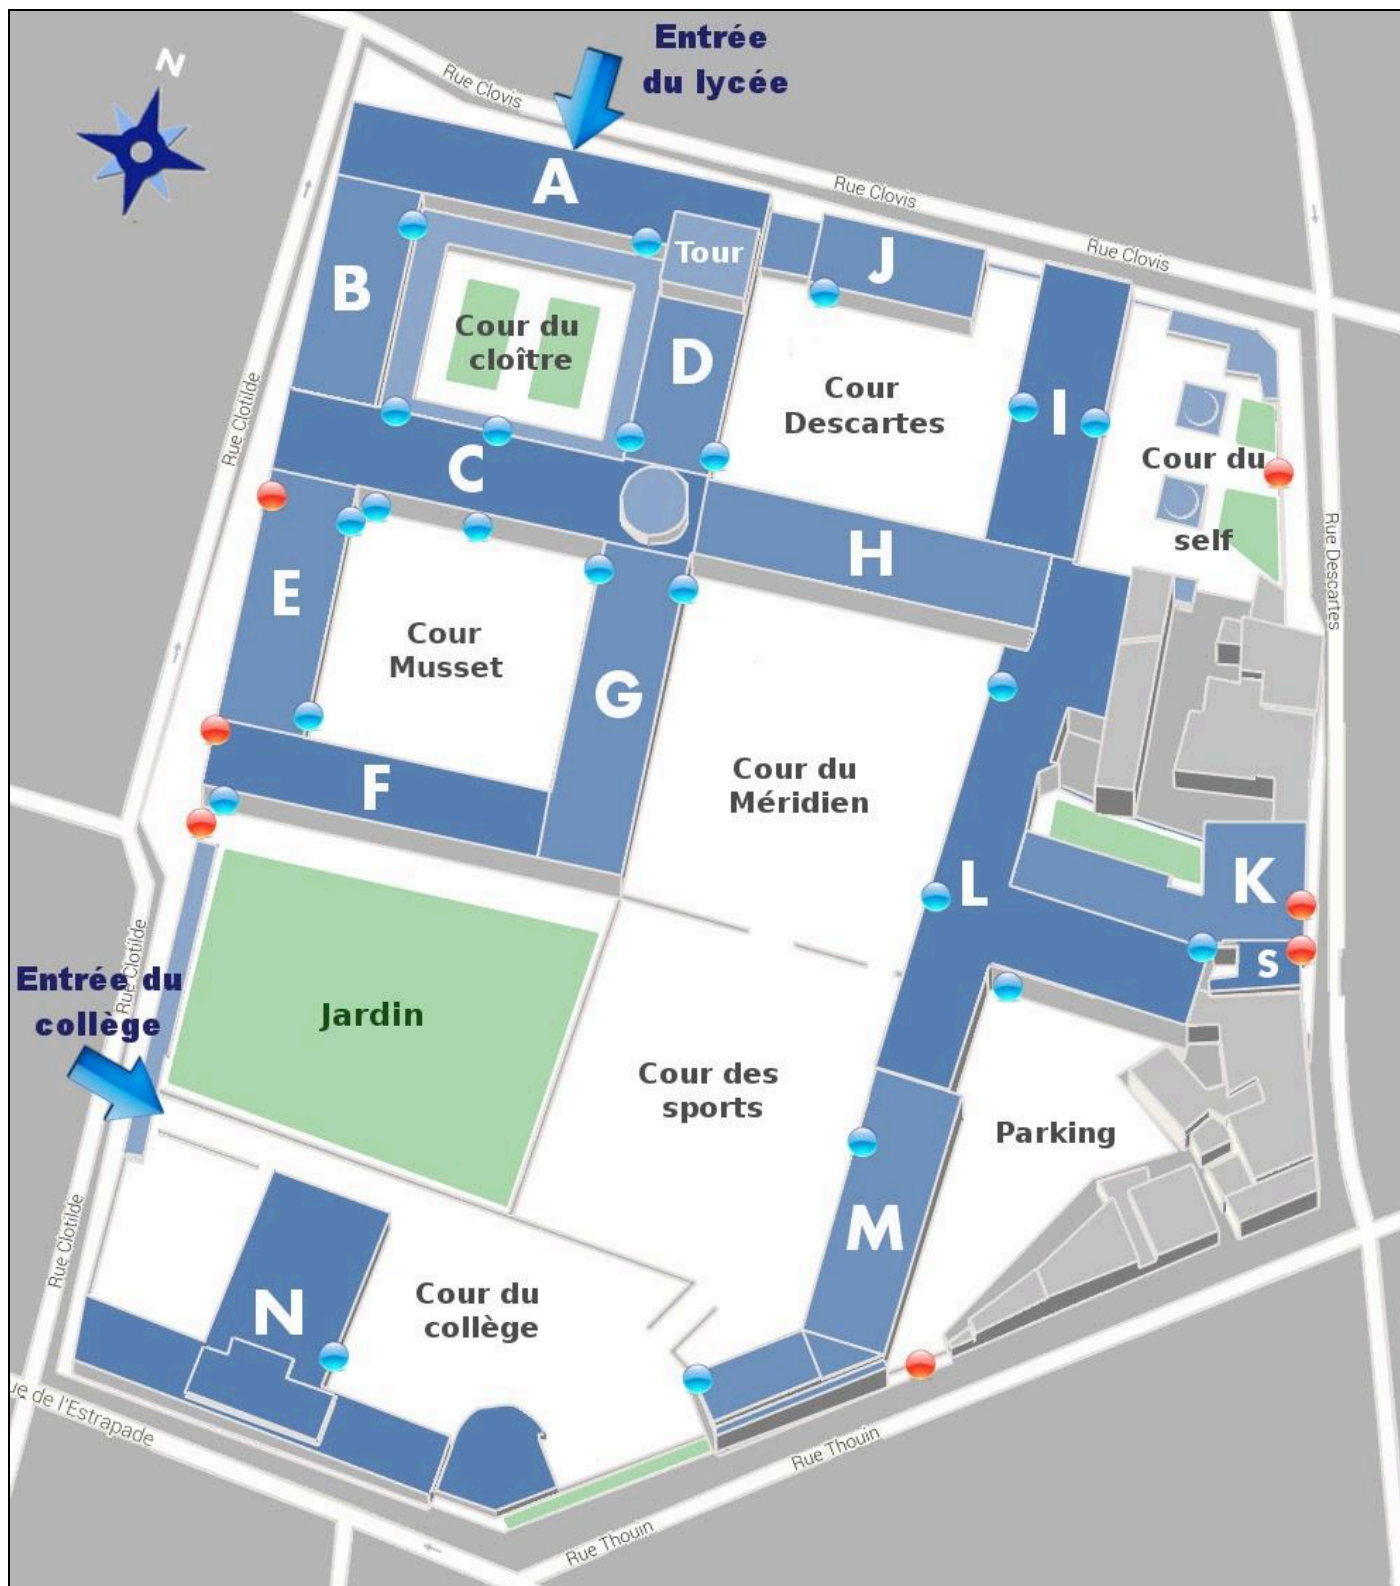 Entrée
du lycée
N
Rue Clovis
A
Rue Clovis
Tour
J
Rue Clovis
B
Cour du
cloître
D
Cour
Descartes
I
Rue Clotilde
C
Cour du
self
H
Rue Descartes
E
Cour
Musset
G
Cour du
Méridien
F
L
K
S
Rue Clotilde
Entrée du
collège
Jardin
Cour des
sports
Parking
M
Rue Clotilde
N
Cour du
collège
ue de l'Estrapade
Rue Thouin
Rue Thouin